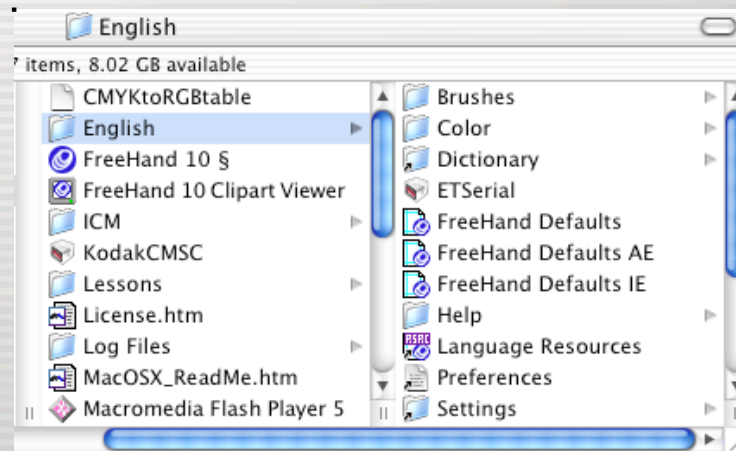 English
7 items, 8.02 GB available
CMYKtoRGBtable
English
FreeHand 10 §
FreeHand 10 Clipart Viewer
ICM
KodakCMSC
Lessons
License.htm
Log Files
MacOSX_ReadMe.htm
Macromedia Flash Player 5
Brushes
Color
Dictionary
ETSerial
FreeHand Defaults
FreeHand Defaults AE
FreeHand Defaults IE
Help
Language Resources
Preferences
Settings